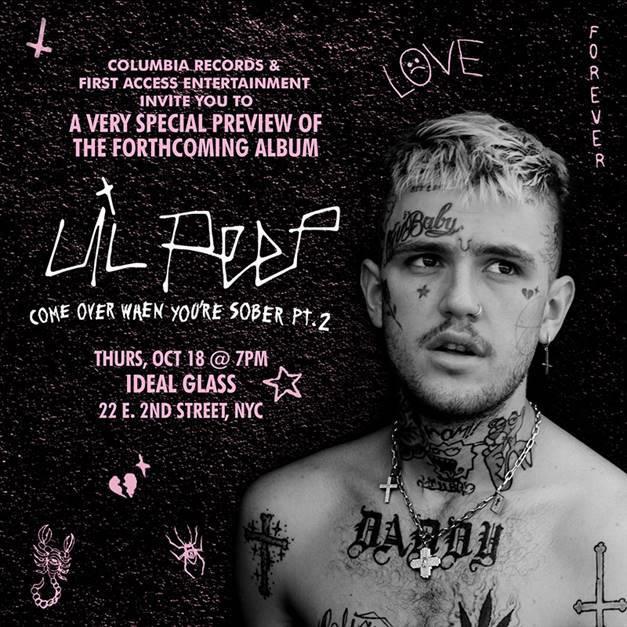 COLUMBIA RECORDS &
FIRST ACCESS ENTERTAINMENT
INVITE YOU TO
A VERY SPECIAL PREVIEW OF
THE FORTHCOMING ALBUM
LiL PEEP
COME OVER WHEN YOU'RE SOBER PT.2
THURS, OCT 18 @ 7PM
IDEAL GLASS
22 E. 2ND STREET, NYC
LOVE
FOREVER
CryBaby
DADDY